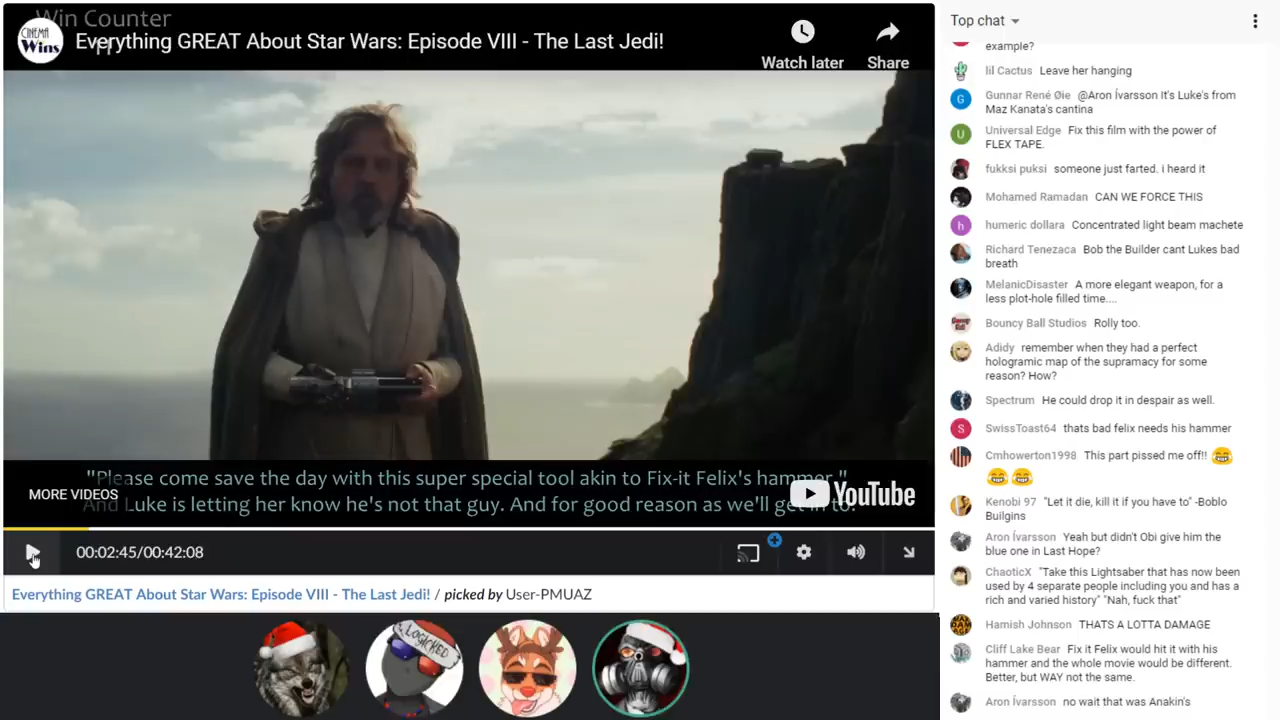 Win Counter
11
CINEMA
Wins
Everything GREAT About Star Wars: Episode VIII - The Last Jedi!
Watch later
Share
"Please come save the day with this super special tool akin to Fix-it Felix's hammer."
And Luke is letting her know he's not that guy. And for good reason as we'll get in to.
MORE VIDEOS
YouTube
00:02:45/00:42:08
Everything GREAT About Star Wars: Episode VIII - The Last Jedi! / picked by User-PMUAZ
LOGICKED
Top chat
example?
lil Cactus Leave her hanging
G
Gunnar René Øie @Aron Ívarsson It's Luke's from
Maz Kanata's cantina
U
Universal Edge Fix this film with the power of
FLEX TAPE.
fukksi puksi someone just farted. i heard it
Mohamed Ramadan CAN WE FORCE THIS
h
humeric dollara Concentrated light beam machete
Richard Tenezaca Bob the Builder cant Lukes bad
breath
MelanicDisaster A more elegant weapon, for a
less plot-hole filled time....
Bouncy Ball Studios Rolly too.
Adidy remember when they had a perfect
hologramic map of the supramacy for some
reason? How?
Spectrum He could drop it in despair as well.
S
SwissToast64 thats bad felix needs his hammer
Cmhowerton1998 This part pissed me off!! 😂
😂 😂
Kenobi 97 "Let it die, kill it if you have to" -Boblo
Builgins
Aron Ívarsson Yeah but didn't Obi give him the
blue one in Last Hope?
ChaoticX "Take this Lightsaber that has now been
used by 4 separate people including you and has a
rich and varied history" "Nah, fuck that"
Hamish Johnson THATS A LOTTA DAMAGE
Cliff Lake Bear Fix it Felix would hit it with his
hammer and the whole movie would be different.
Better, but WAY not the same.
Aron Ívarsson no wait that was Anakin's